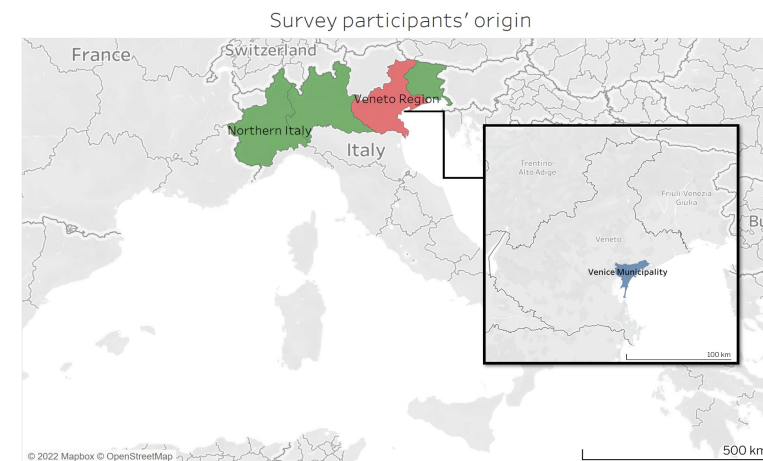 Survey participants' origin
France
Switzerland
Veneto Region
Northern Italy
Italy
Trentino-
Alto Adige
Friuli-Venezia
Giulia
Veneto
Venice Municipality
100 km
Bu
500 km
© 2022 Mapbox © OpenStreetMap